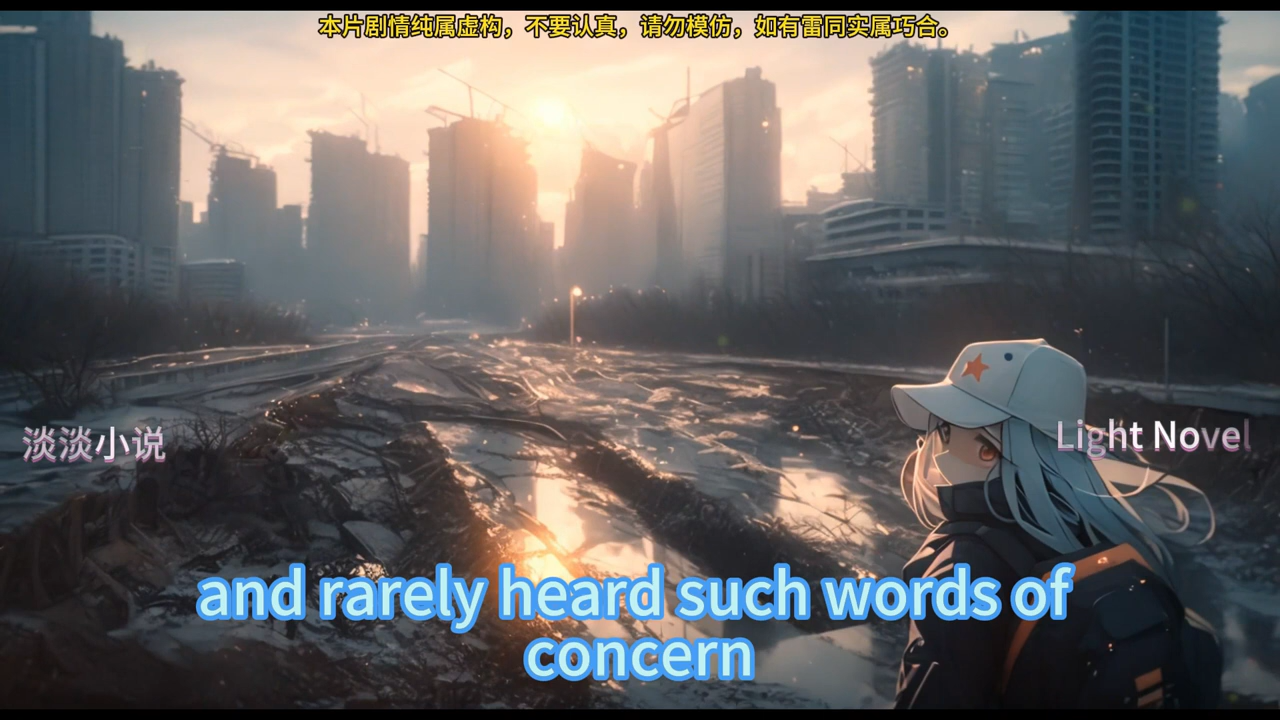 本片剧情纯属虚构，不要认真，请勿模仿，如有雷同实属巧合。
淡淡小说
Light Novel
and rarely heard such words of
concern